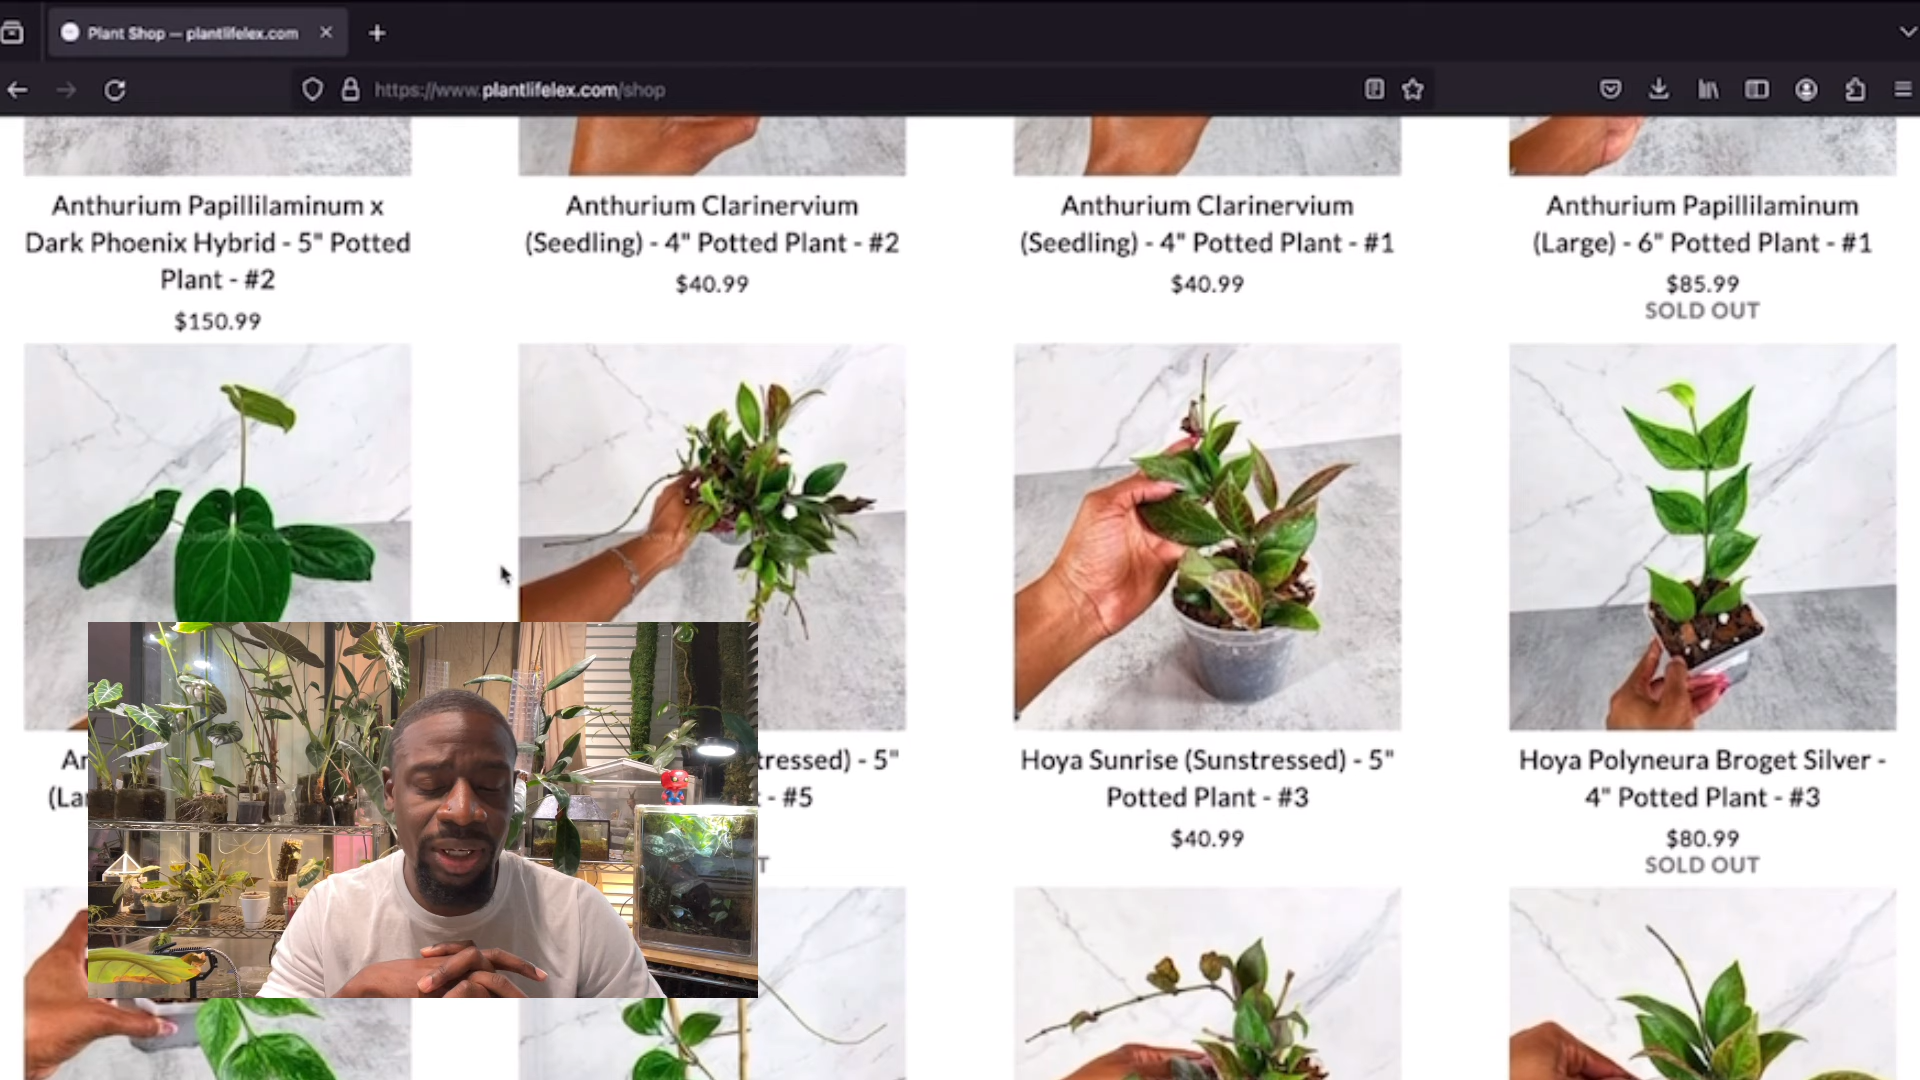 Plant Shop — plantlifelex.com
https://www.plantlifelex.com/shop
Anthurium Papillilaminum x
Dark Phoenix Hybrid - 5" Potted
Plant - #2
$150.99
Anthurium Clarinervium
(Seedling) - 4" Potted Plant - #2
$40.99
Anthurium Clarinervium
(Seedling) - 4" Potted Plant - #1
$40.99
Anthurium Papillilaminum
(Large) - 6" Potted Plant - #1
$85.99
SOLD OUT
- 5"
- #5
Hoya Sunrise (Sunstressed) - 5"
Potted Plant - #3
$40.99
Hoya Polyneura Broget Silver -
4" Potted Plant - #3
$80.99
SOLD OUT